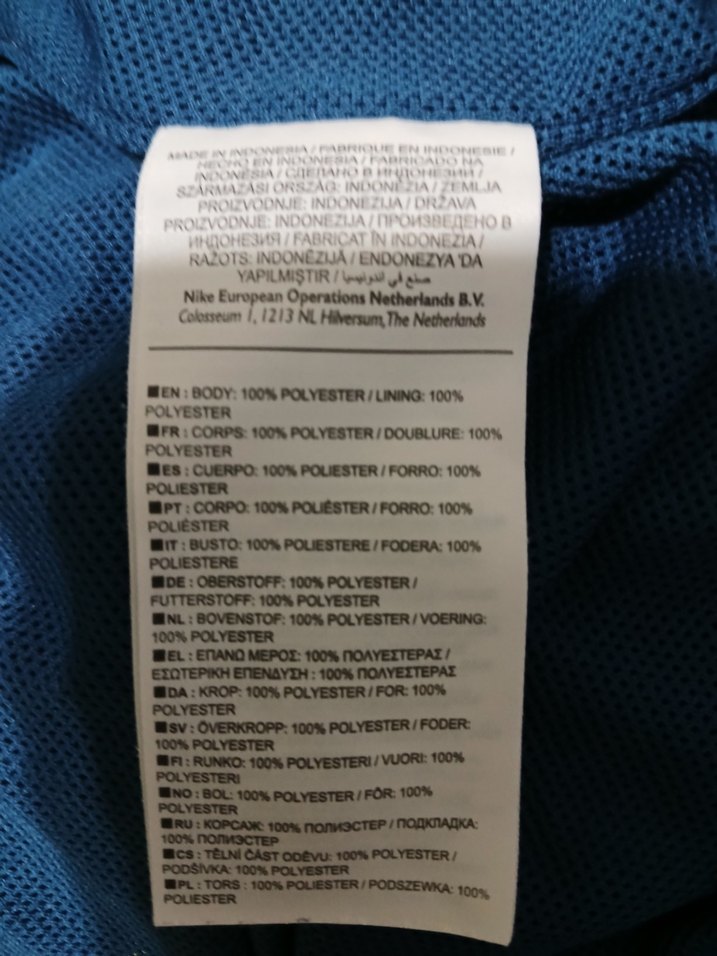 MADE IN INDONESIA / FABRIQUE EN INDONESIE /
HECHO EN INDONESIA / FABRICADO NA
INDONÉSIA / СДЕЛАНО В ИНДОНЕЗИИ /
SZÁRMAZÁSI ORSZÁG: INDONÉZIA / ZEMLJA
PROIZVODNJE: INDONEZIJA / DRŽAVA
PROIZVODNJE: INDONEZIJA / ПРОИЗВЕДЕНО В
ИНДОНЕЗИЯ / FABRICAT ÎN INDONEZIA /
RAŽOTS: INDONĒZIJĀ / ENDONEZYA 'DA
YAPILMIŞTIR / صنع في اندونيسيا
Nike European Operations Netherlands B.V.
Colosseum 1, 1213 NL Hilversum, The Netherlands
EN : BODY: 100% POLYESTER / LINING: 100%
POLYESTER
FR : CORPS: 100% POLYESTER / DOUBLURE: 100%
POLYESTER
ES : CUERPO: 100% POLIESTER / FORRO: 100%
POLIESTER
PT : CORPO: 100% POLIÉSTER / FORRO: 100%
POLIÉSTER
IT : BUSTO: 100% POLIESTERE / FODERA: 100%
POLIESTERE
DE : OBERSTOFF: 100% POLYESTER /
FUTTERSTOFF: 100% POLYESTER
NL : BOVENSTOF: 100% POLYESTER / VOERING:
100% POLYESTER
EL : ΕΠΑΝΩ ΜΕΡΟΣ: 100% ΠΟΛΥΕΣΤΕΡΑΣ /
ΕΣΩΤΕΡΙΚΗ ΕΠΕΝΔΥΣΗ : 100% ΠΟΛΥΕΣΤΕΡΑΣ
DA : KROP: 100% POLYESTER / FOR: 100%
POLYESTER
SV : ÖVERKROPP: 100% POLYESTER / FODER:
100% POLYESTER
FI : RUNKO: 100% POLYESTERI / VUORI: 100%
POLYESTERI
NO : BOL: 100% POLYESTER / FÔR: 100%
POLYESTER
RU : КОРСАЖ: 100% ПОЛИЭСТЕР / ПОДКЛАДКА:
100% ПОЛИЭСТЕР
CS : TĚLNÍ ČÁST ODĚVU: 100% POLYESTER /
PODŠÍVKA: 100% POLYESTER
PL : TORS : 100% POLIESTER / PODSZEWKA: 100%
POLIESTER